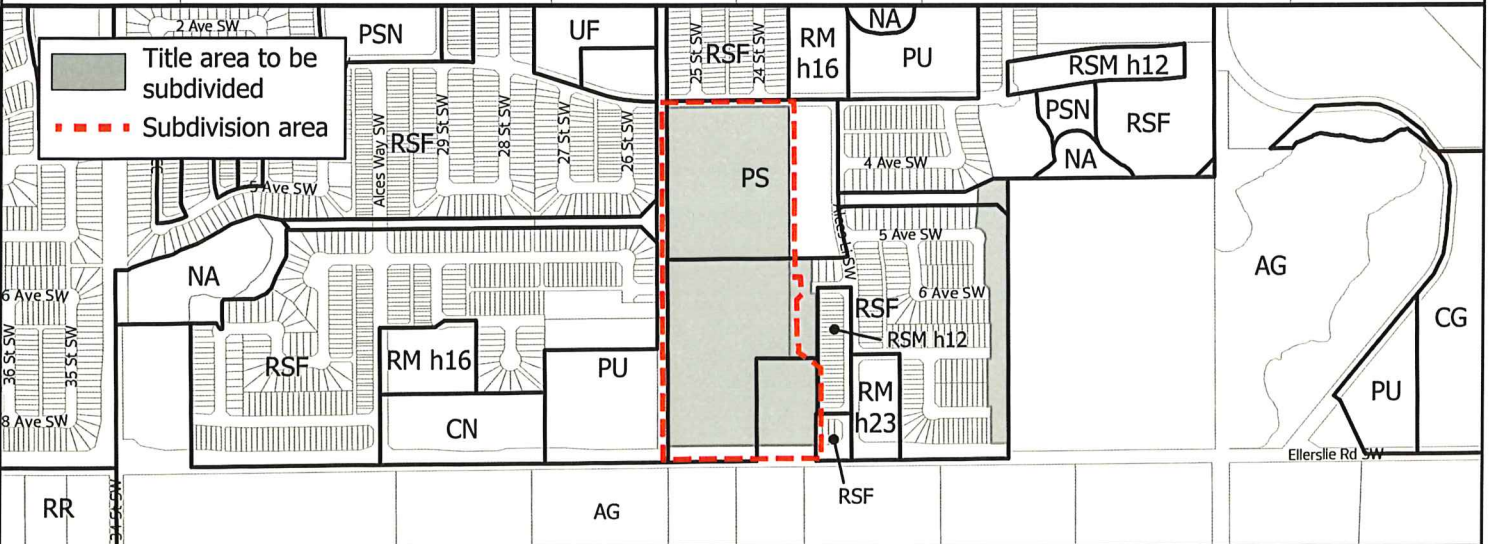 2 Ave SW
PSN
UF
25 St SW
RSF
24 St SW
RM
h16
NA
PU
RSM h12
Title area to be
subdivided
Subdivision area
Alces Way SW
RSF
29 St SW
28 St SW
27 St SW
26 St SW
PSN
RSF
NA
4 Ave SW
5 Ave SW
PS
5 Ave SW
AG
NA
6 Ave SW
6 Ave SW
RSF
RSM h12
CG
36 St SW
35 St SW
RSF
RM h16
PU
RM
h23
PU
8 Ave SW
CN
Ellerslie Rd SW
RSF
RR
34 St SW
AG